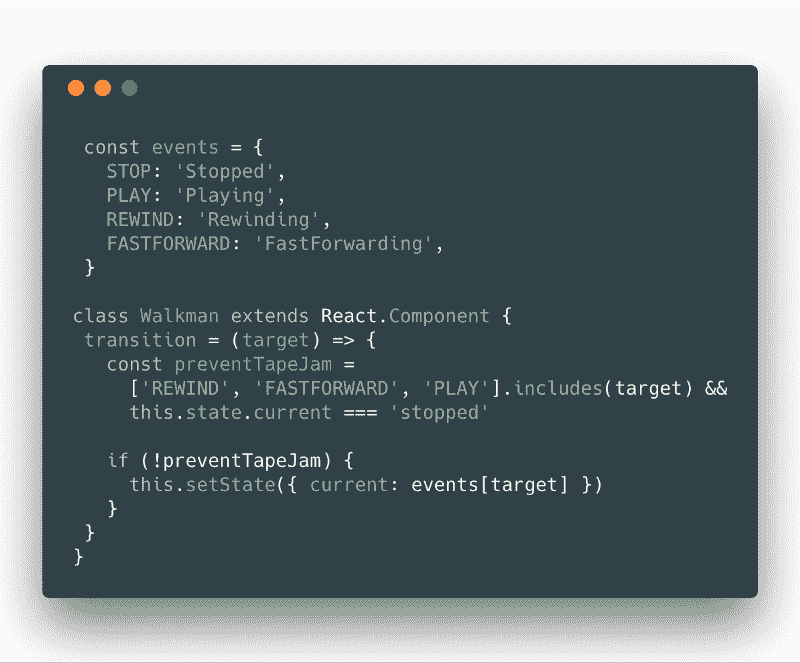 const events = {
STOP: 'Stopped',
PLAY: 'Playing',
REWIND: 'Rewinding',
FASTFORWARD: 'FastForwarding',
}
class Walkman extends React.Component {
transition = (target) => {
const preventTapeJam =
['REWIND', 'FASTFORWARD', 'PLAY'].includes(target) &&
this.state.current === 'stopped'
if (!preventTapeJam) {
this.setState({ current: events[target] })
}
}
}